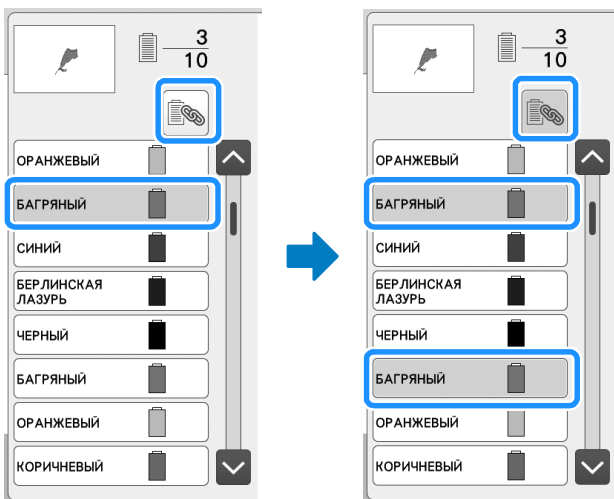 3
10
ОРАНЖЕВЫЙ
БАГРЯНЫЙ
СИНИЙ
БЕРЛИНСКАЯ
ЛАЗУРЬ
ЧЕРНЫЙ
БАГРЯНЫЙ
ОРАНЖЕВЫЙ
КОРИЧНЕВЫЙ
3
10
ОРАНЖЕВЫЙ
БАГРЯНЫЙ
СИНИЙ
БЕРЛИНСКАЯ
ЛАЗУРЬ
ЧЕРНЫЙ
БАГРЯНЫЙ
ОРАНЖЕВЫЙ
КОРИЧНЕВЫЙ